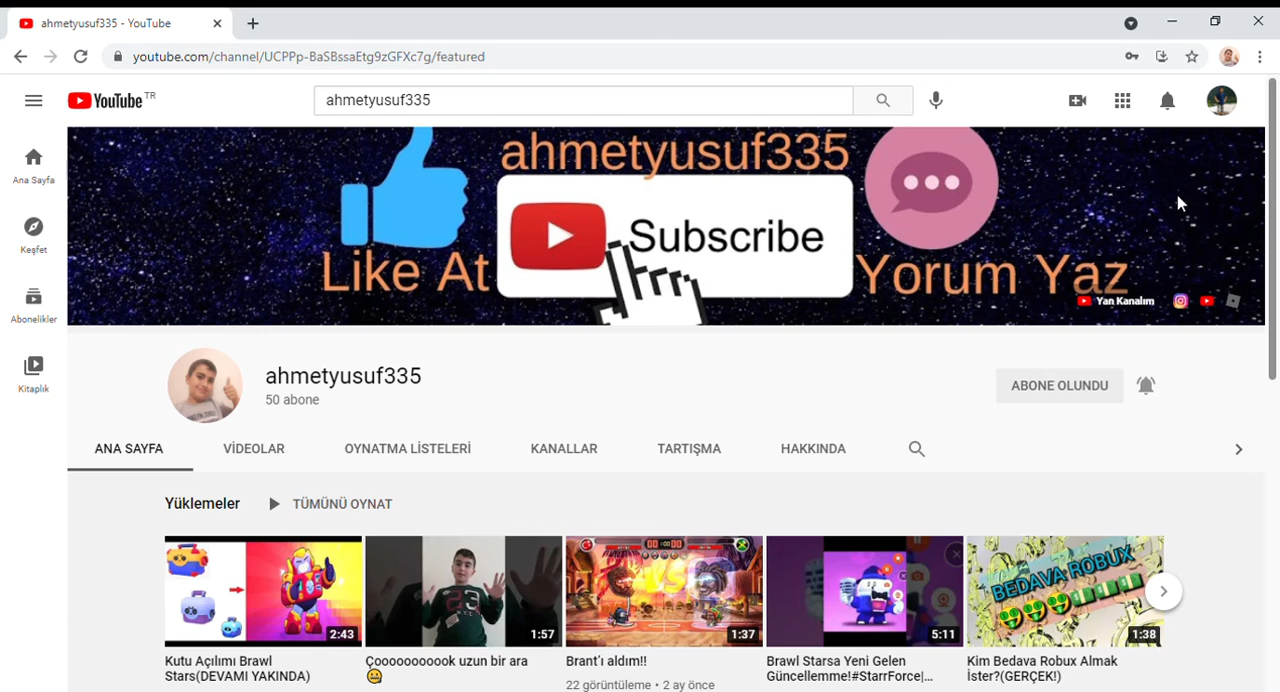 ahmetyusuf335 - YouTube
youtube.com/channel/UCPPp-BaSBssaEtg9zGFXc7g/featured
YouTube TR
ahmetyusuf335
Ana Sayfa
Keşfet
Abonelikler
Kitaplık
ahmetyusuf335
Subscribe
Like At
Yorum Yaz
Yan Kanalım
ahmetyusuf335
50 abone
ABONE OLUNDU
ANA SAYFA
VİDEOLAR
OYNATMA LİSTELERİ
KANALLAR
TARTIŞMA
HAKKINDA
Yüklemeler
TÜMÜNÜ OYNAT
2:43
1:57
VS
1:37
5:11
BEDAVA ROBUX
1:38
Kutu Açılımı Brawl
Stars(DEVAMI YAKINDA)
Çooooooooook uzun bir ara
Brant'ı aldım!!
22 görüntüleme • 2 ay önce
Brawl Starsa Yeni Gelen
Güncellemme!#StarrForce|...
Kim Bedava Robux Almak
İster?(GERÇEK!)